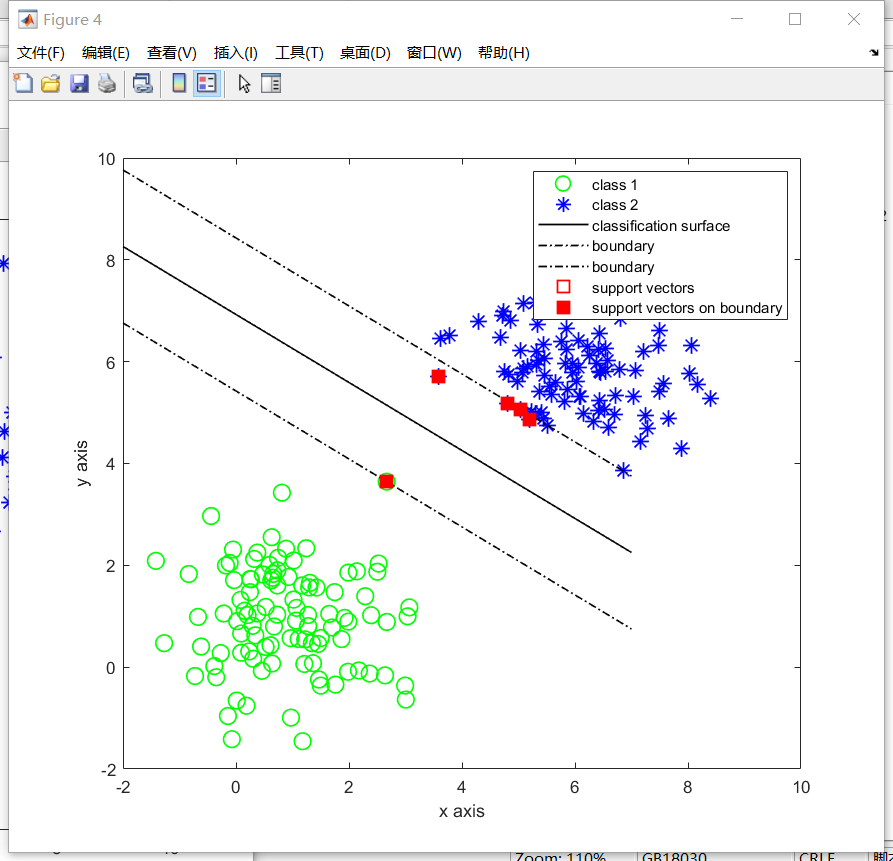 Figure 4
文件(F) 编辑(E) 查看(V) 插入(I) 工具(T) 桌面(D) 窗口(W) 帮助(H)
10
8
6
4
2
0
-2
y axis
class 1
class 2
classification surface
boundary
boundary
support vectors
support vectors on boundary
-2 0 2 4 6 8 10
x axis
Zoom: 110% GB18030 CRLF